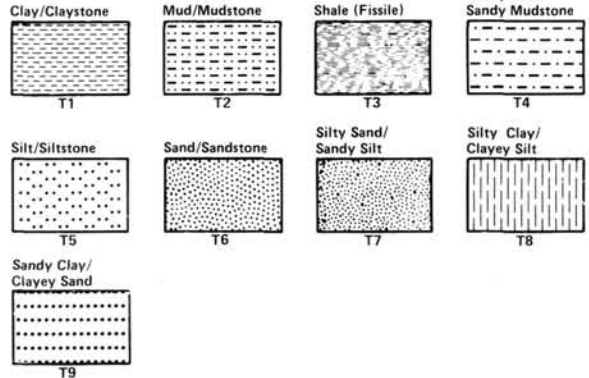 Clay/Claystone
T1
Mud/Mudstone
T2
Shale (Fissile)
T3
Sandy Mudstone
T4
Silt/Siltstone
T5
Sand/Sandstone
T6
Silty Sand/
Sandy Silt
T7
Silty Clay/
Clayey Silt
T8
Sandy Clay/
Clayey Sand
T9